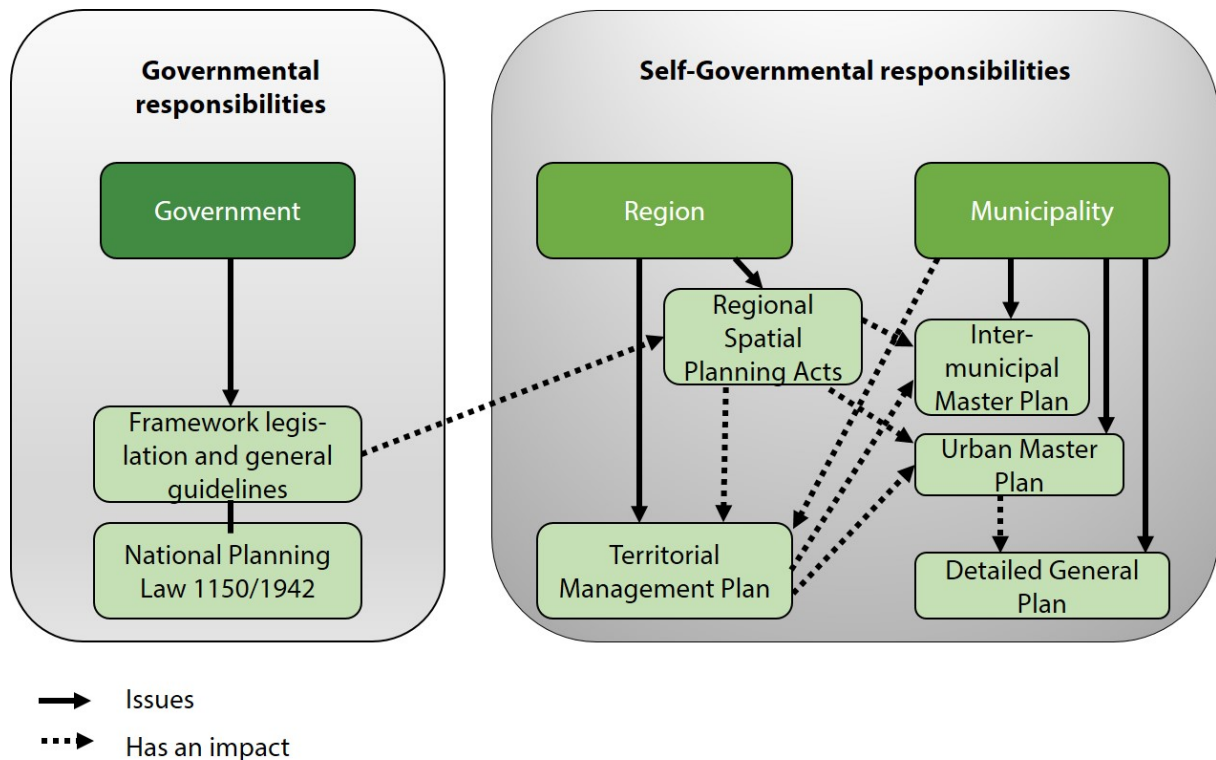 Governmental
responsibilities
Self-Governmental responsibilities
Government
Region
Municipality
Regional
Spatial
Planning Acts
Inter-
municipal
Master Plan
Framework legis-
lation and general
guidelines
Urban Master
Plan
National Planning
Law 1150/1942
Territorial
Management Plan
Detailed General
Plan
Issues
Has an impact